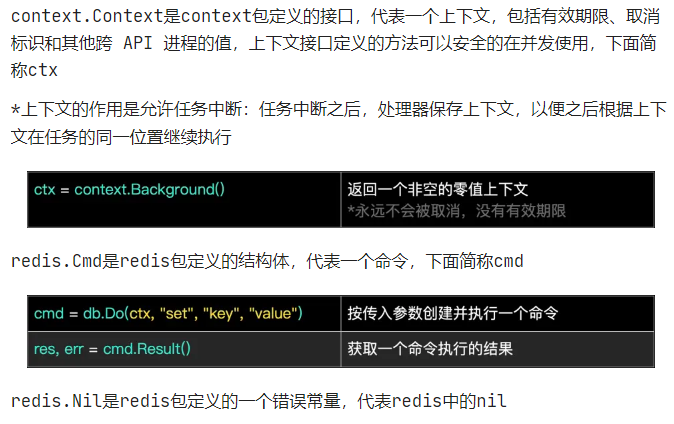 context.Context是context包定义的接口，代表一个上下文，包括有效期限、取消
标识和其他跨 API 进程的值，上下文接口定义的方法可以安全的在并发使用，下面简
称ctx
*上下文的作用是允许任务中断：任务中断之后，处理器保存上下文，以便之后根据上下
文在任务的同一位置继续执行
ctx = context.Background()
返回一个非空的零值上下文
*永远不会被取消，没有有效期限
redis.Cmd是redis包定义的结构体，代表一个命令，下面简称cmd
cmd = db.Do(ctx, "set", "key", "value")
按传入参数创建并执行一个命令
res, err = cmd.Result()
获取一个命令执行的结果
redis.Nil是redis包定义的一个错误常量，代表redis中的nil